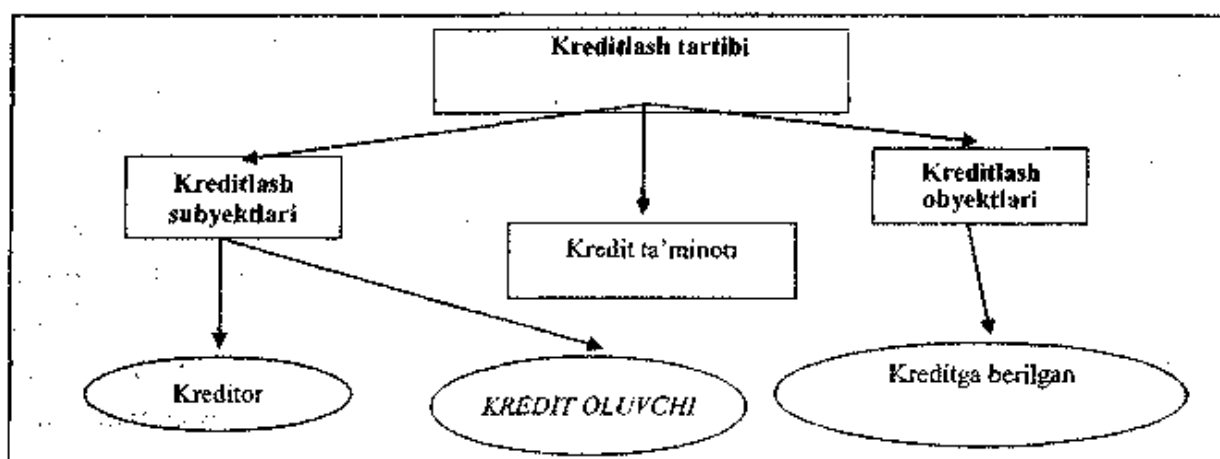 Kreditlash tartibi
Kreditlash
subyektlari
Kredit ta'minoti
Kreditlash
obyektlari
Kreditor
KREDIT OLUVCHI
Kreditga berilgan